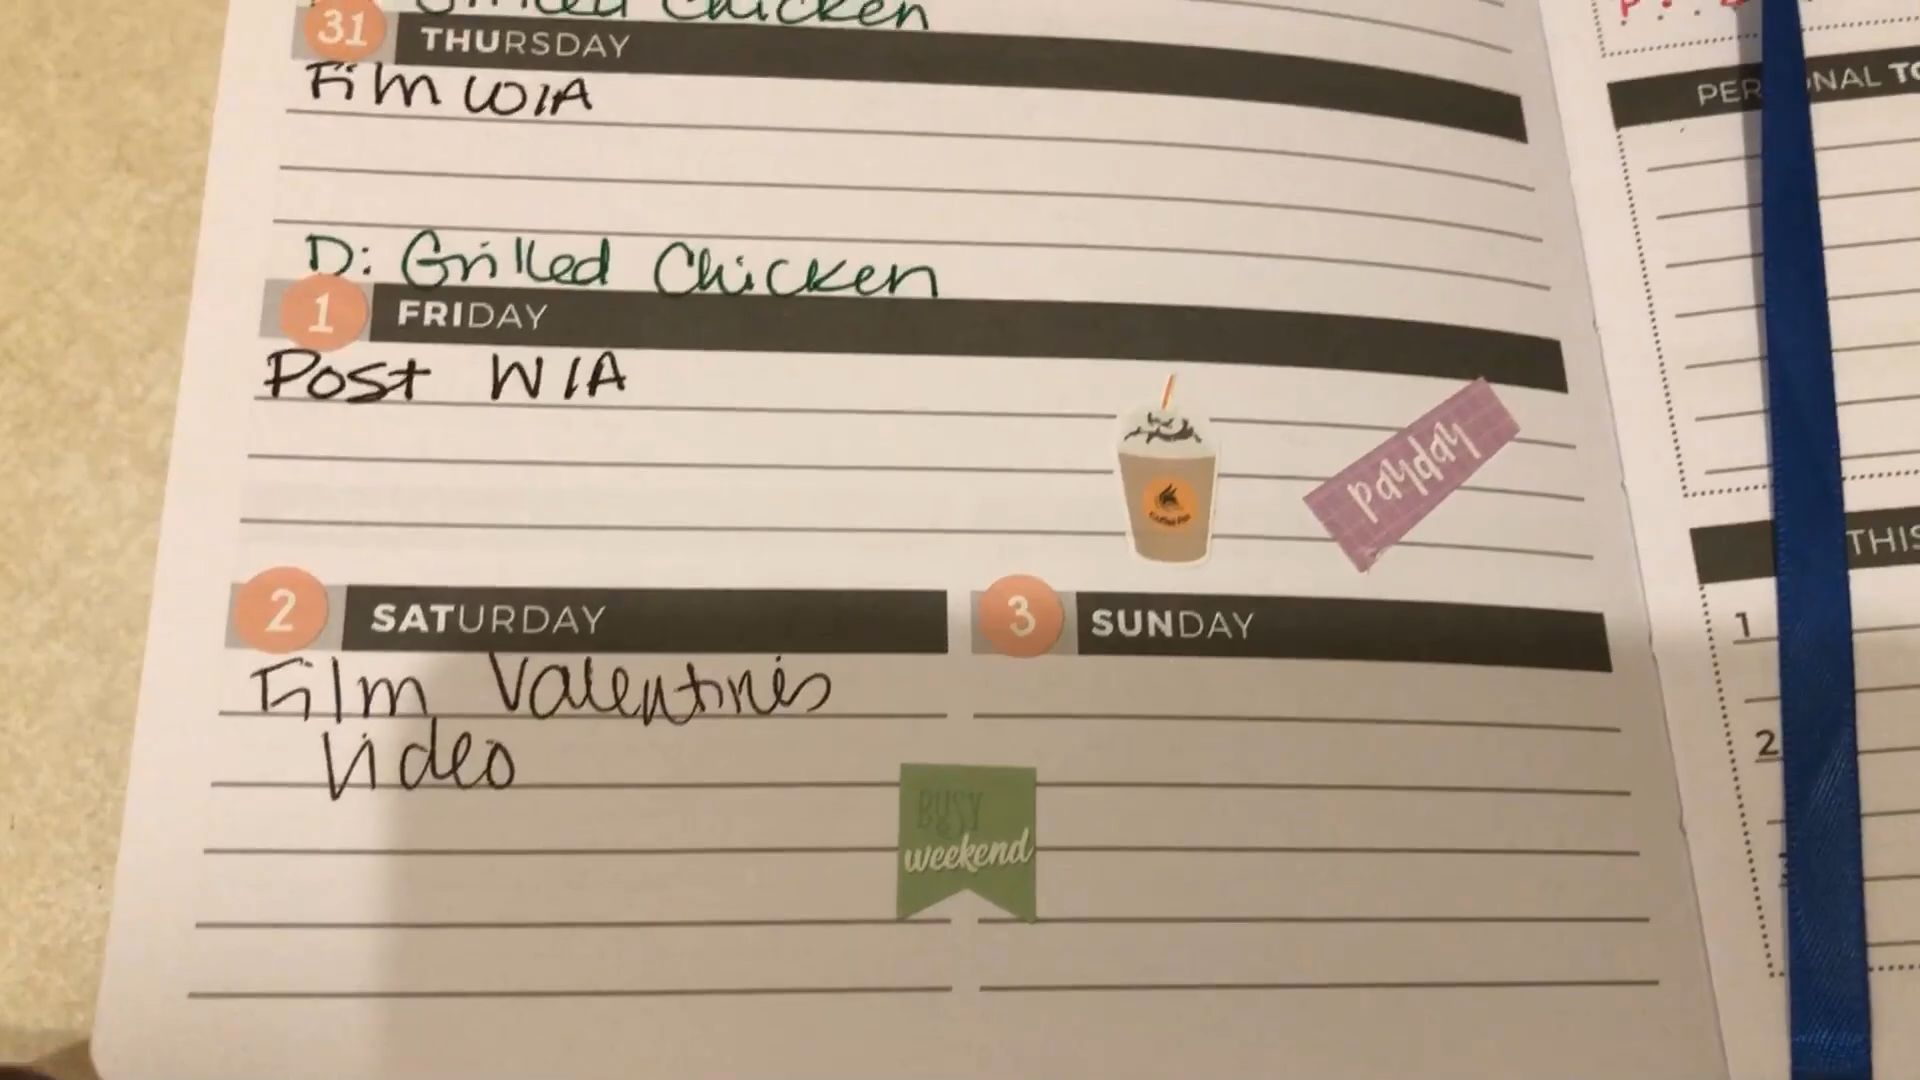 Grilled Chicken
31 THURSDAY
Film WIA
D: Grilled Chicken
1 FRIDAY
Post WIA
payday
2 SATURDAY
Film Valentines
Video
3 SUNDAY
BUSY
weekend
PERSONAL TO
THIS
1
2